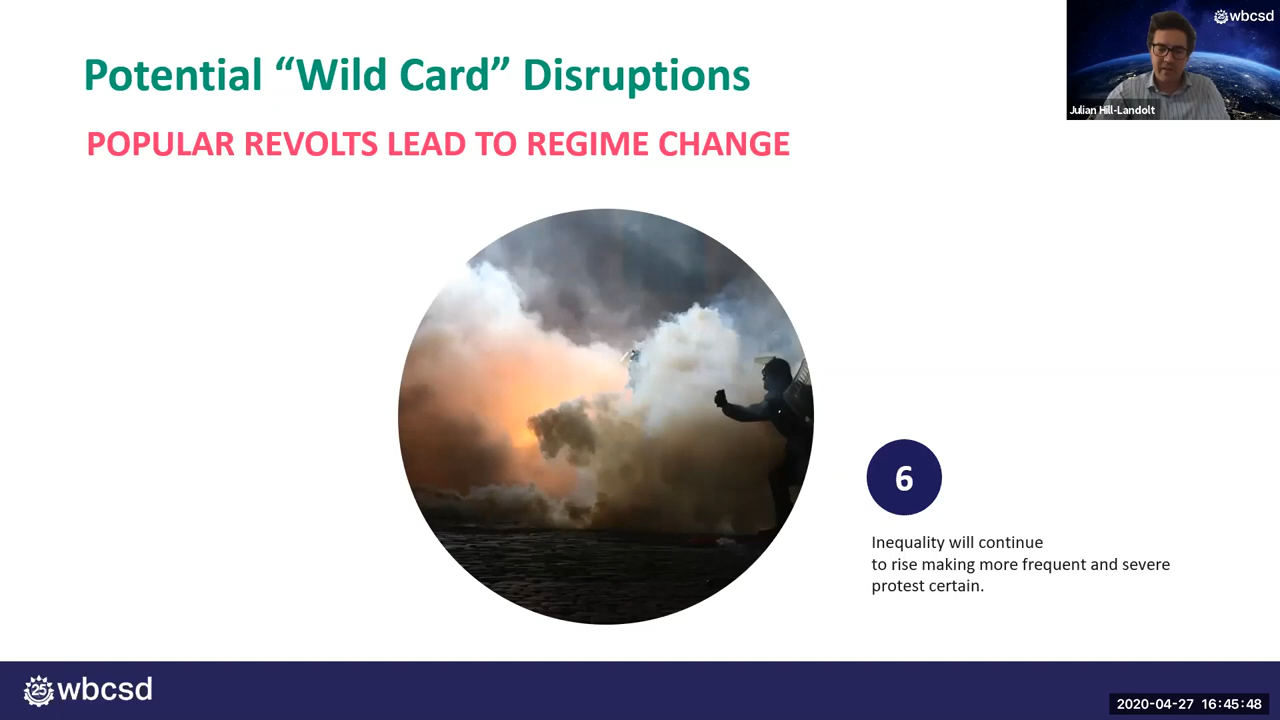 Potential “Wild Card” Disruptions
POPULAR REVOLTS LEAD TO REGIME CHANGE
wbcsd
Julian Hill-Landolt
6
Inequality will continue
to rise making more frequent and severe
protest certain.
25 wbcsd
2020-04-27 16:45:48